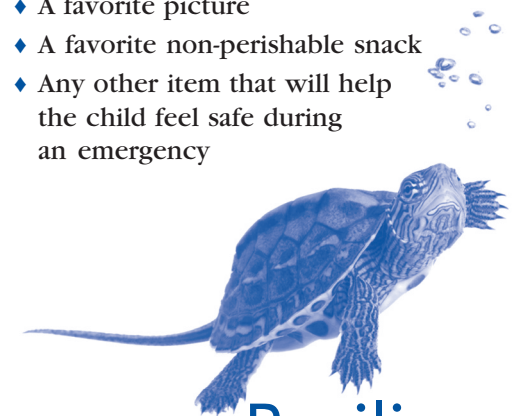 ♦ A favorite picture
♦ A favorite non-perishable snack
♦ Any other item that will help
the child feel safe during
an emergency